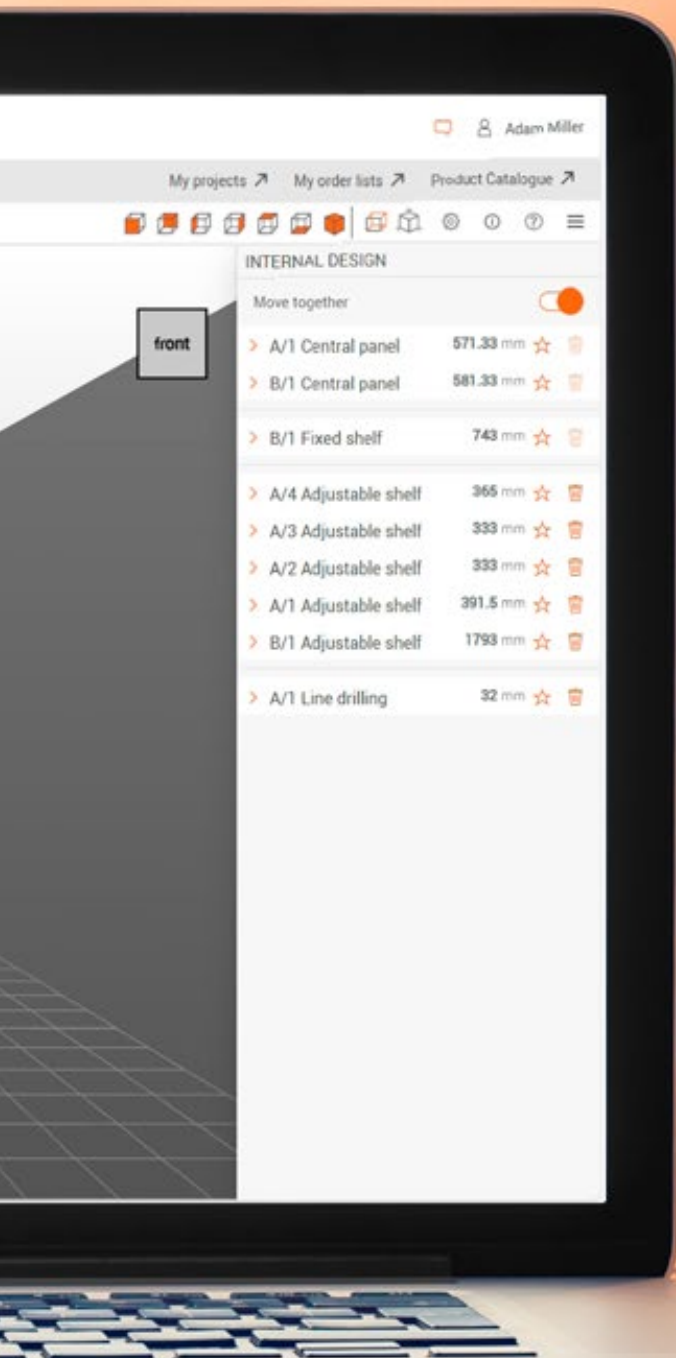 Adam Miller
My projects ↗ My order lists ↗ Product Catalogue ↗
INTERNAL DESIGN
Move together
front
A/1 Central panel 571.33 mm
B/1 Central panel 581.33 mm
B/1 Fixed shelf 743 mm
A/4 Adjustable shelf 365 mm
A/3 Adjustable shelf 333 mm
A/2 Adjustable shelf 333 mm
A/1 Adjustable shelf 391.5 mm
B/1 Adjustable shelf 1793 mm
A/1 Line drilling 32 mm